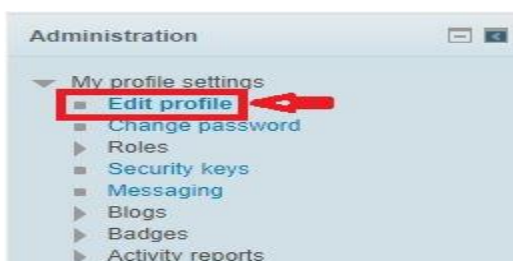 Administration
My profile settings
Edit profile
Change password
Roles
Security keys
Messaging
Blogs
Badges
Activity reports